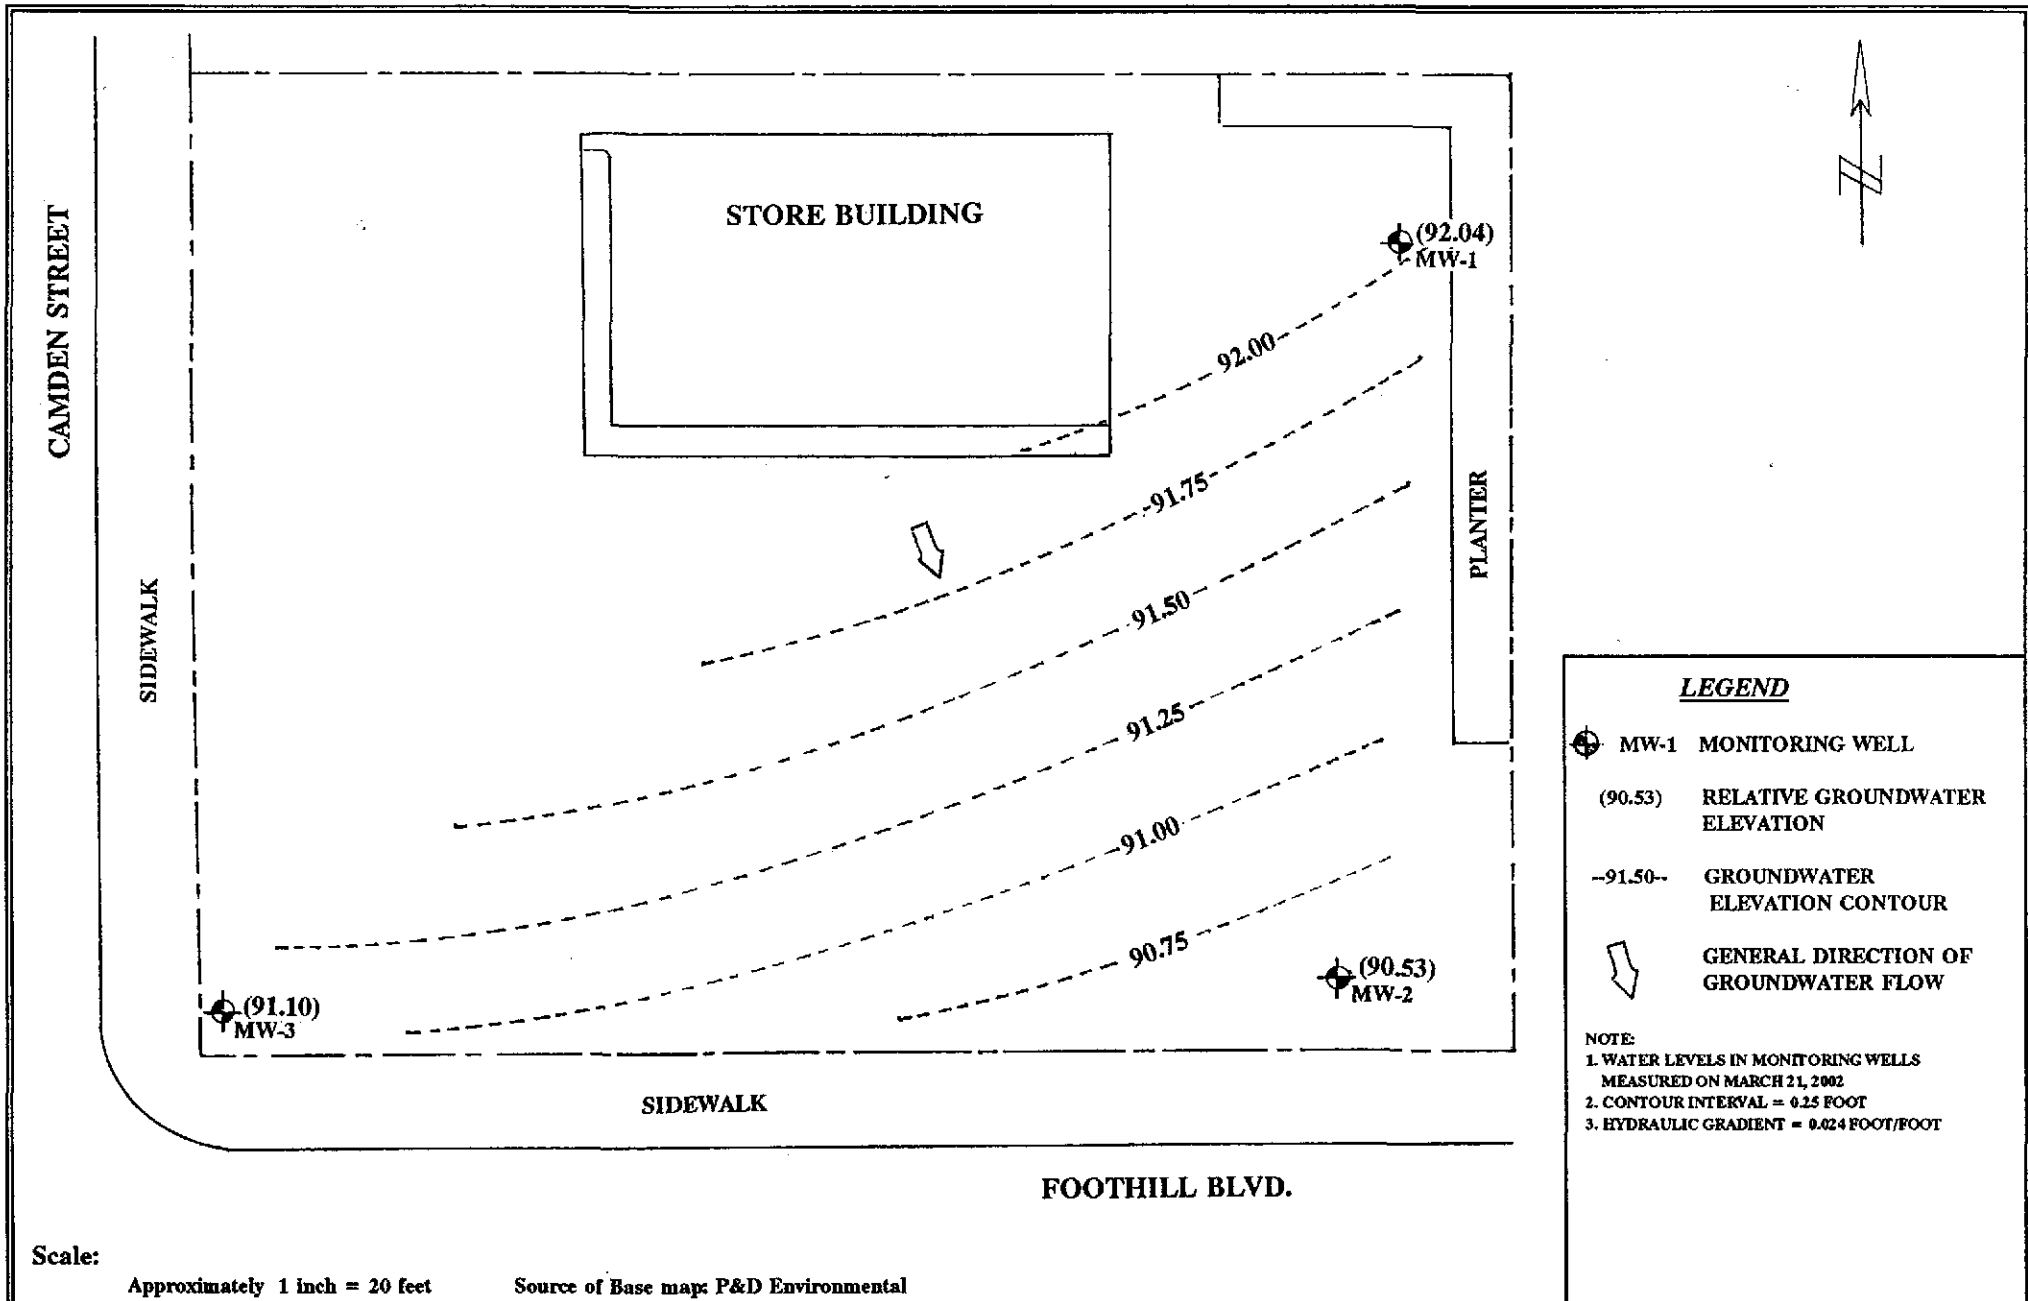 STORE BUILDING
CAMDEN STREET
N
(92.04)
MW-1
92.00
91.75
PLANTER
91.50
SIDEWALK
91.25
91.00
90.75
(90.53)
MW-2
(91.10)
MW-3
SIDEWALK
FOOTHILL BLVD.
LEGEND
MW-1 MONITORING WELL
(90.53) RELATIVE GROUNDWATER
ELEVATION
--91.50-- GROUNDWATER
ELEVATION CONTOUR
GENERAL DIRECTION OF
GROUNDWATER FLOW
NOTE:
1. WATER LEVELS IN MONITORING WELLS
MEASURED ON MARCH 21, 2002
2. CONTOUR INTERVAL = 0.25 FOOT
3. HYDRAULIC GRADIENT = 0.024 FOOT/FOOT
Scale:
Approximately 1 inch = 20 feet Source of Base map: P&D Environmental